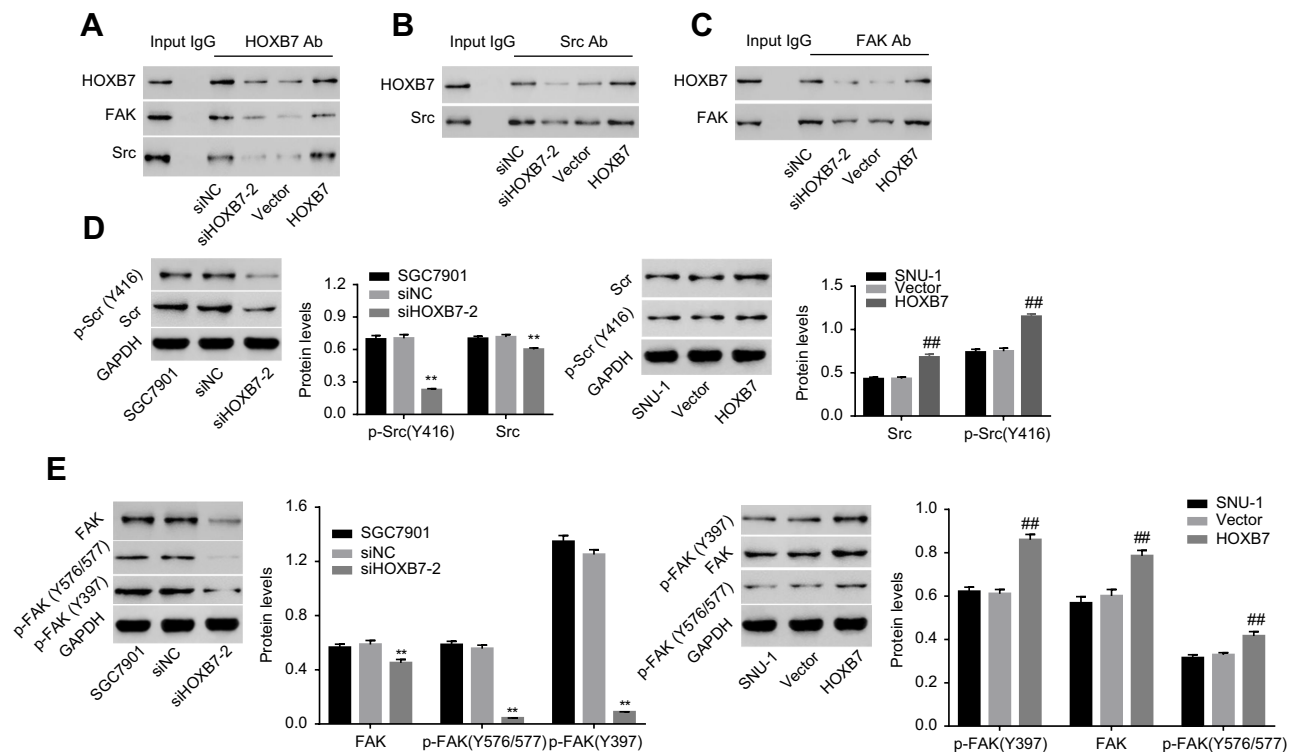 A
Input IgG
HOXB7 Ab
HOXB7
FAK
Src
siNC
siHOXB7-2
Vector
HOXB7
B
Input IgG
Src Ab
HOXB7
Src
siNC
siHOXB7-2
Vector
HOXB7
C
Input IgG
FAK Ab
HOXB7
FAK
siNC
siHOXB7-2
Vector
HOXB7
D
p-Scr (Y416)
Scr
GAPDH
SGC7901
siNC
siHOXB7-2
Protein levels
1.2
0.9
0.6
0.3
0.0
SGC7901
siNC
siHOXB7-2
**
**
p-Src(Y416)
Src
Scr
p-Scr (Y416)
GAPDH
SNU-1
Vector
HOXB7
Protein levels
1.5
1.0
0.5
0.0
SNU-1
Vector
HOXB7
##
##
Src
p-Src(Y416)
E
FAK
p-FAK (Y576/577)
p-FAK (Y397)
GAPDH
SGC7901
siNC
siHOXB7-2
Protein levels
1.6
1.2
0.8
0.4
0.0
SGC7901
siNC
siHOXB7-2
**
**
**
FAK
p-FAK(Y576/577)
p-FAK(Y397)
p-FAK (Y397)
FAK
p-FAK (Y576/577)
GAPDH
SNU-1
Vector
HOXB7
Protein levels
1.0
0.8
0.6
0.4
0.2
0.0
SNU-1
Vector
HOXB7
##
##
##
p-FAK(Y397)
FAK
p-FAK(Y576/577)